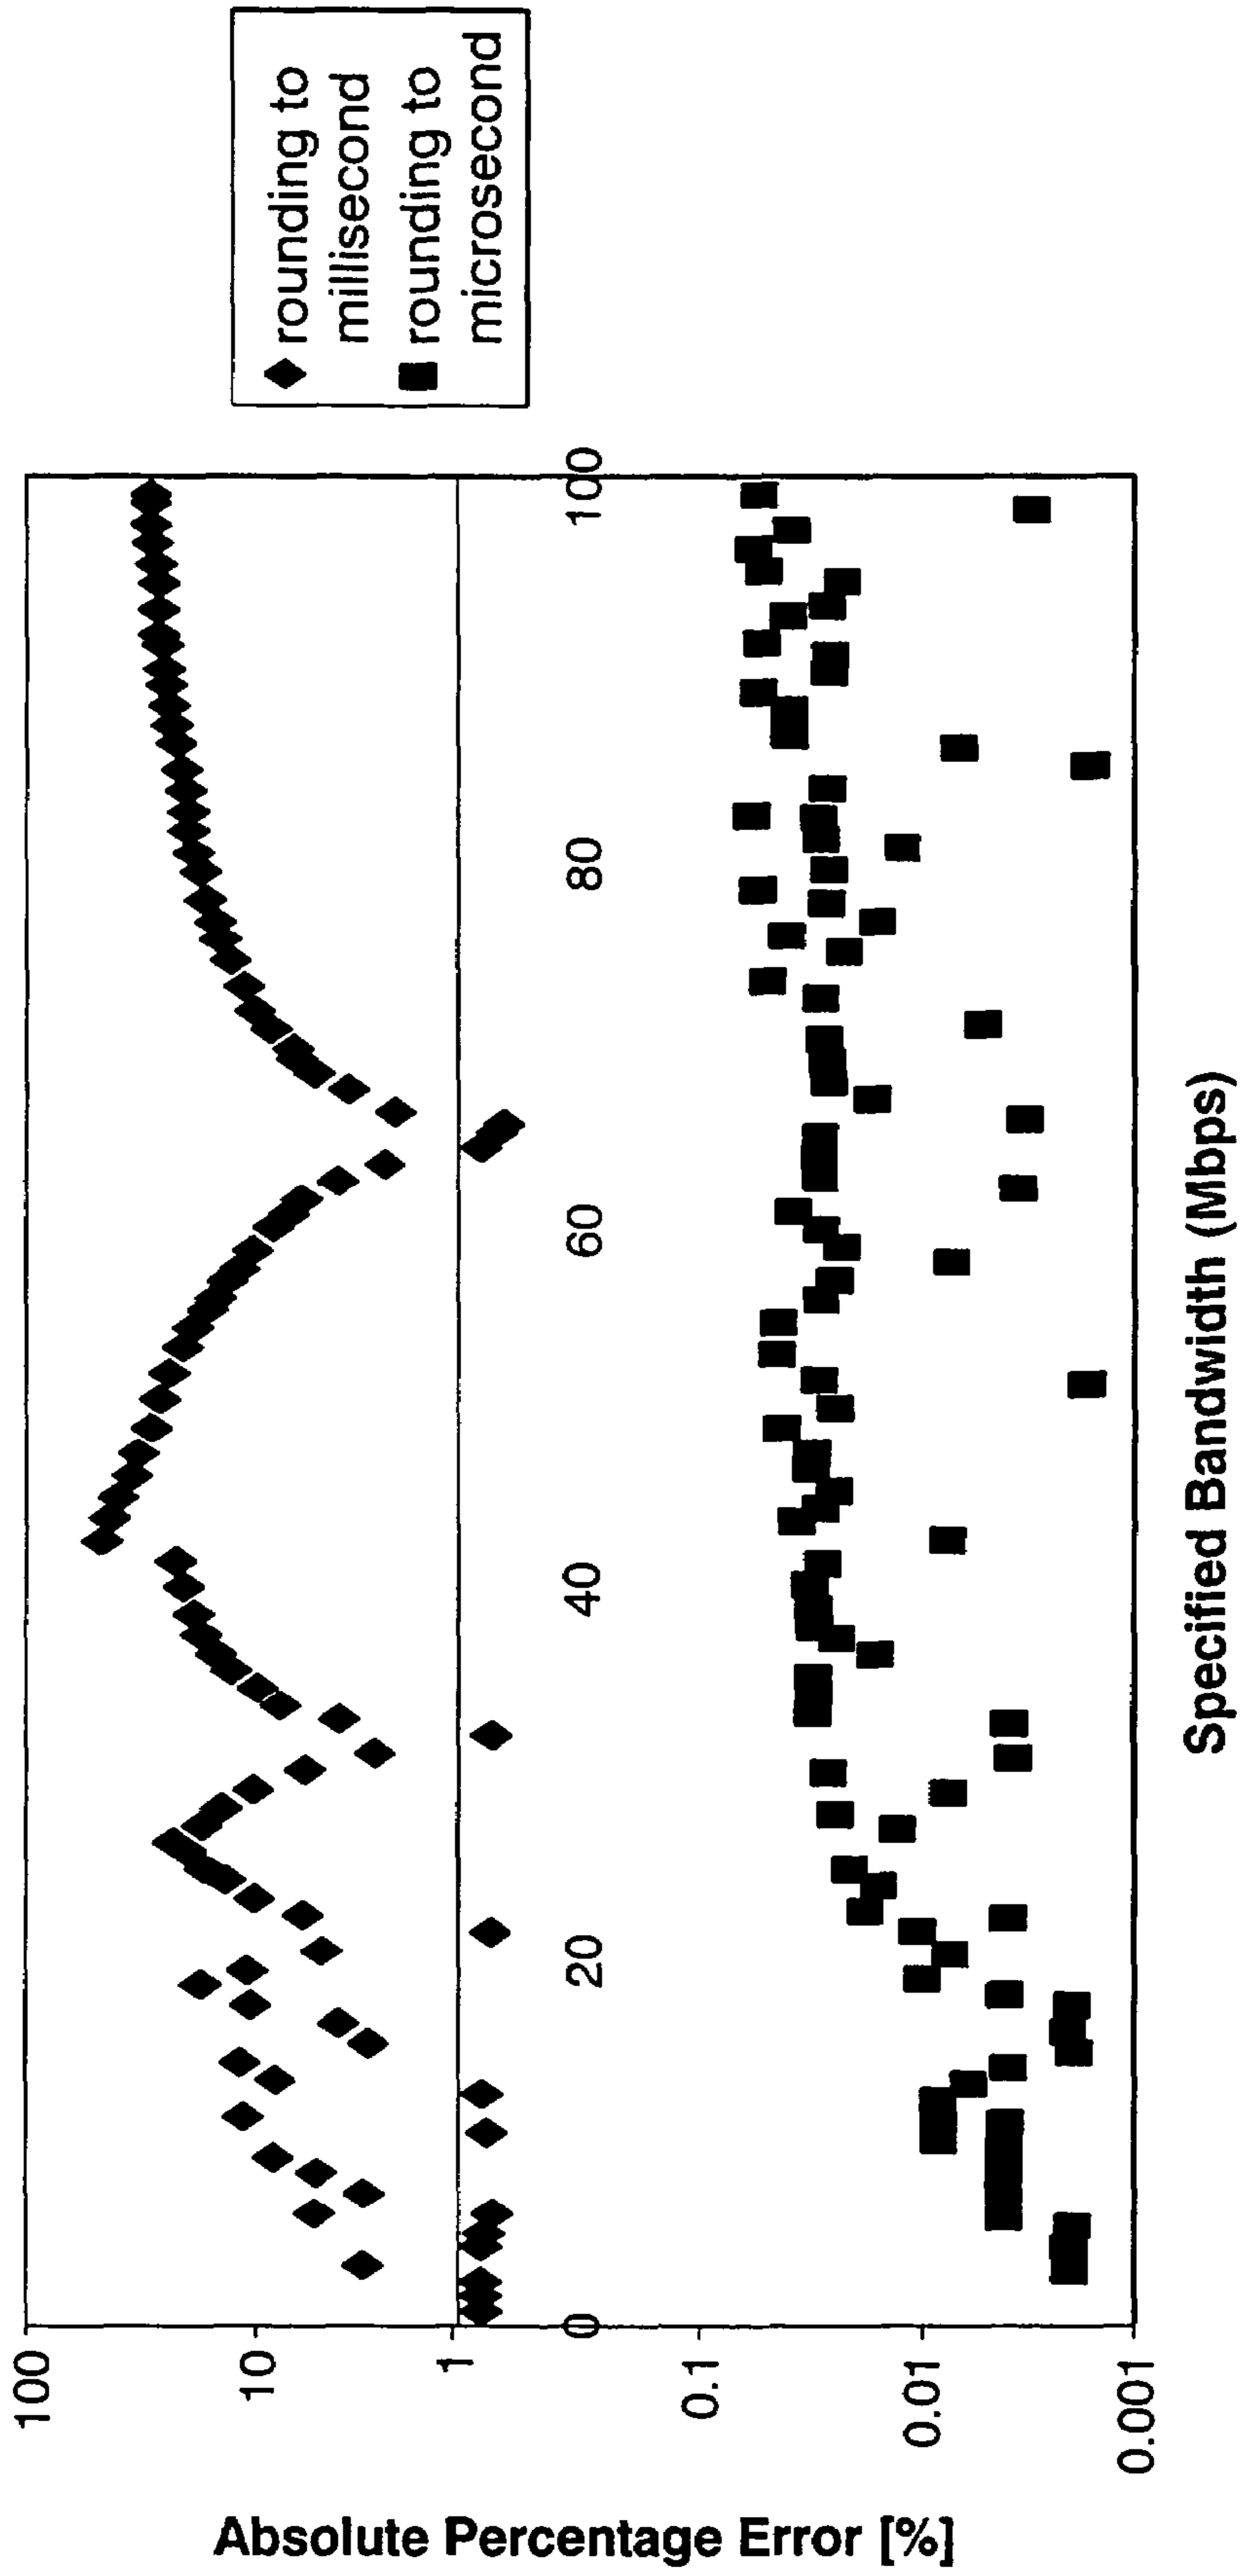 100
10
1
0.1
0.01
0.001
Absolute Percentage Error [%]
0
20
40
60
80
100
Specified Bandwidth (Mbps)
rounding to
millisecond
rounding to
microsecond